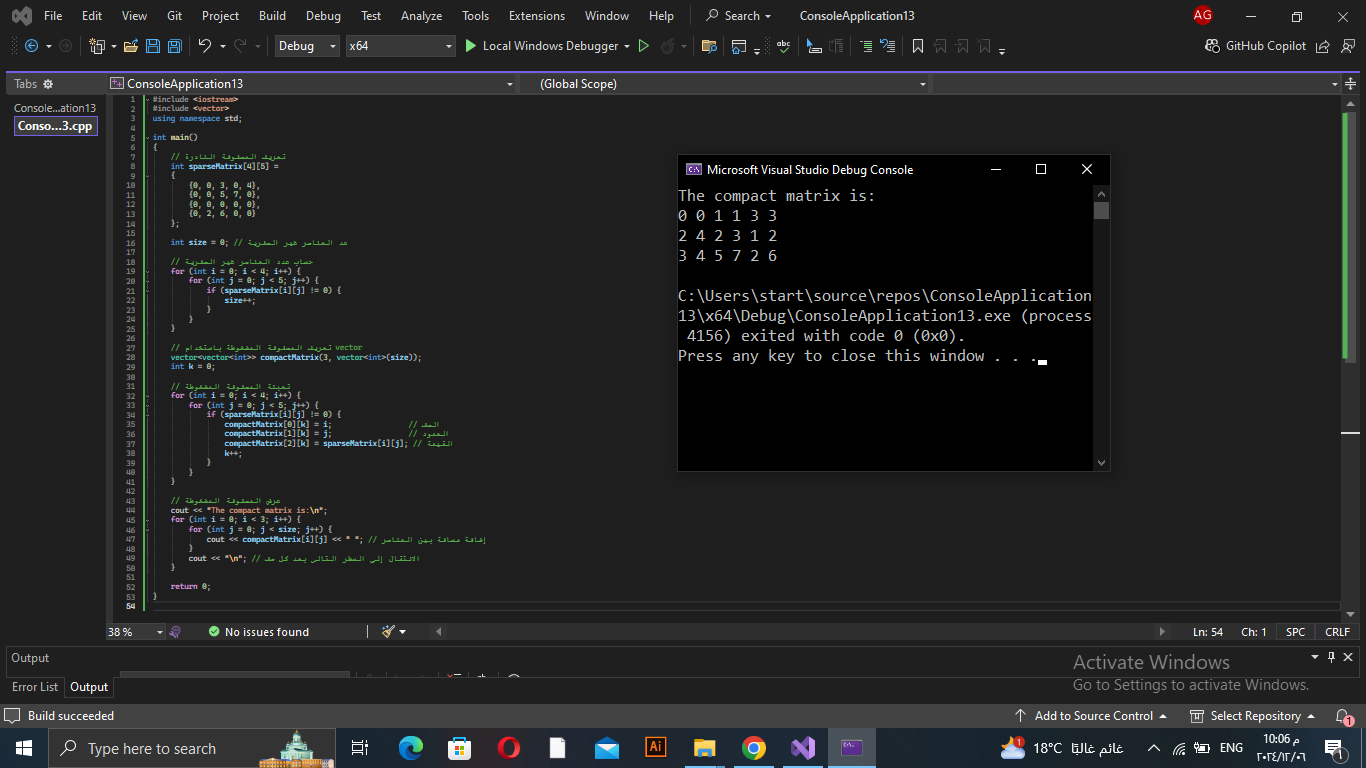 File Edit View Git Project Build Debug Test Analyze Tools Extensions Window Help Search ConsoleApplication13 AG
Debug x64 Local Windows Debugger GitHub Copilot
Tabs ConsoleApplication13 (Global Scope)
Console...ation13
Conso...3.cpp
1 #include <iostream>
2 #include <vector>
3 using namespace std;
4
5 int main()
6 {
7 // تعريف المصفوفة النادرة
8 int sparseMatrix[4][5] =
9 {
10 {0, 0, 3, 0, 4},
11 {0, 0, 5, 7, 0},
12 {0, 0, 0, 0, 0},
13 {0, 2, 6, 0, 0}
14 };
15
16 int size = 0; // عدد العناصر غير الصفرية
17
18 // حساب عدد العناصر غير الصفرية
19 for (int i = 0; i < 4; i++) {
20 for (int j = 0; j < 5; j++) {
21 if (sparseMatrix[i][j] != 0) {
22 size++;
23 }
24 }
25 }
26
27 // تعريف المصفوفة المضغوطة باستخدام vector
28 vector<vector<int>> compactMatrix(3, vector<int>(size));
29 int k = 0;
30
31 // تعبئة المصفوفة المضغوطة
32 for (int i = 0; i < 4; i++) {
33 for (int j = 0; j < 5; j++) {
34 if (sparseMatrix[i][j] != 0) {
35 compactMatrix[0][k] = i; // الصف
36 compactMatrix[1][k] = j; // العمود
37 compactMatrix[2][k] = sparseMatrix[i][j]; // القيمة
38 k++;
39 }
40 }
41 }
42
43 // عرض المصفوفة المضغوطة
44 cout << "The compact matrix is:\n";
45 for (int i = 0; i < 3; i++) {
46 for (int j = 0; j < size; j++) {
47 cout << compactMatrix[i][j] << " "; // إضافة مسافة بين العناصر
48 }
49 cout << "\n"; // الانتقال إلى السطر التالي بعد كل صف
50 }
51
52 return 0;
53 }
54
Microsoft Visual Studio Debug Console
The compact matrix is:
0 0 1 1 3 3
2 4 2 3 1 2
3 4 5 7 2 6
C:\Users\start\source\repos\ConsoleApplication
13\x64\Debug\ConsoleApplication13.exe (process
4156) exited with code 0 (0x0).
Press any key to close this window . . .
38 % No issues found Ln: 54 Ch: 1 SPC CRLF
Output
Error List Output
Activate Windows
Go to Settings to activate Windows.
Build succeeded Add to Source Control Select Repository 1
Type here to search Ai 1 18°C غائم غالبًا ENG 10:06 م 1
٢٠٢٤/١٢/٠٦